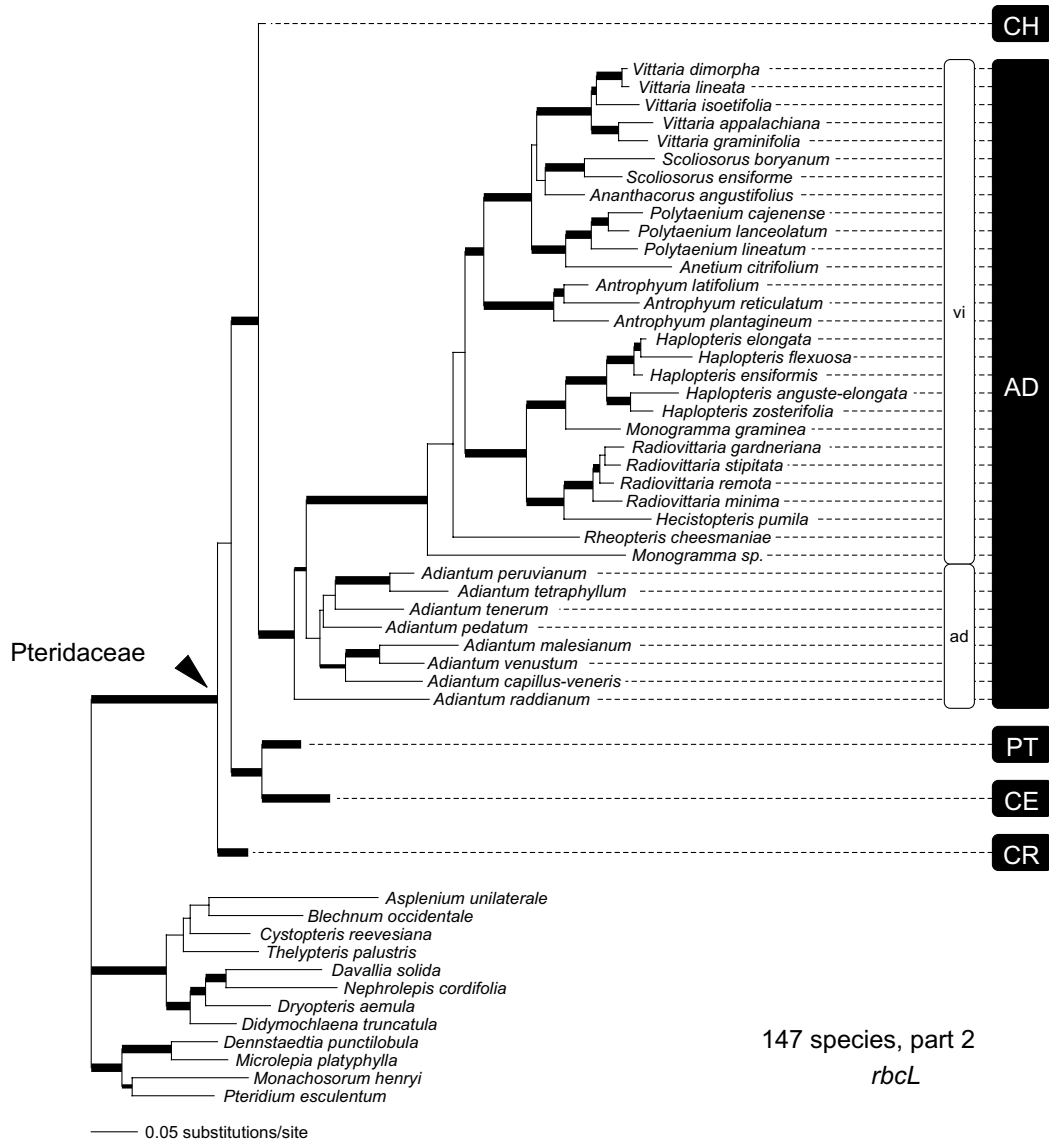 CH
Vittaria dimorpha
Vittaria lineata
Vittaria isoetifolia
Vittaria appalachiana
Vittaria graminifolia
Scoliosorus boryanum
Scoliosorus ensiforme
Ananthacorus angustifolius
Polytaenium cajenense
Polytaenium lanceolatum
Polytaenium lineatum
Anetium citrifolium
Antrophyum latifolium
Antrophyum reticulatum
Antrophyum plantagineum
vi
Haplopteris elongata
Haplopteris flexuosa
Haplopteris ensiformis
AD
Haplopteris anguste-elongata
Haplopteris zosterifolia
Monogramma graminea
Radiovittaria gardneriana
Radiovittaria stipitata
Radiovittaria remota
Radiovittaria minima
Hecistopteris pumila
Rheopteris cheesmaniae
Monogramma sp.
Adiantum peruvianum
Adiantum tetraphyllum
Adiantum tenerum
Adiantum pedatum
ad
Adiantum malesianum
Adiantum venustum
Adiantum capillus-veneris
Adiantum raddianum
Pteridaceae
PT
CE
CR
Asplenium unilaterale
Blechnum occidentale
Cystopteris reevesiana
Thelypteris palustris
Davallia solida
Nephrolepis cordifolia
Dryopteris aemula
Didymochlaena truncatula
Dennstaedtia punctilobula
Microlepia platyphylla
Monachosorum henryi
Pteridium esculentum
147 species, part 2
rbcL
0.05 substitutions/site